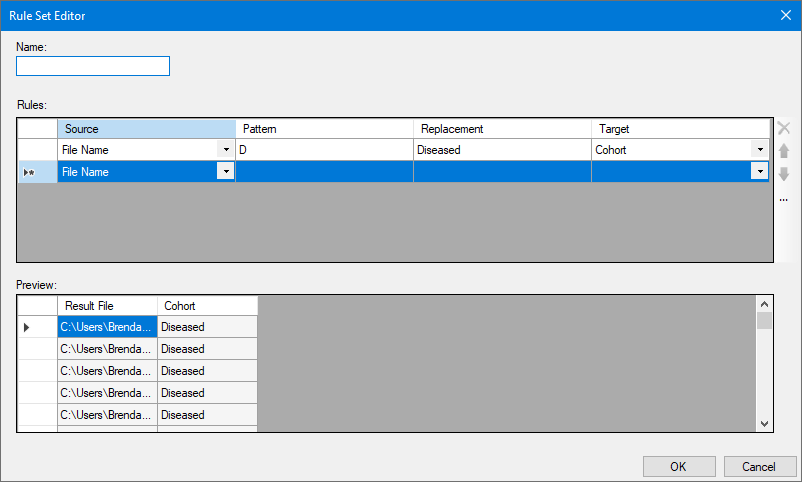 Rule Set Editor
Name:
Rules:
Source Pattern Replacement Target
File Name D Diseased Cohort
File Name
...
Preview:
Result File Cohort
C:\Users\Brenda... Diseased
C:\Users\Brenda... Diseased
C:\Users\Brenda... Diseased
C:\Users\Brenda... Diseased
C:\Users\Brenda... Diseased
OK Cancel